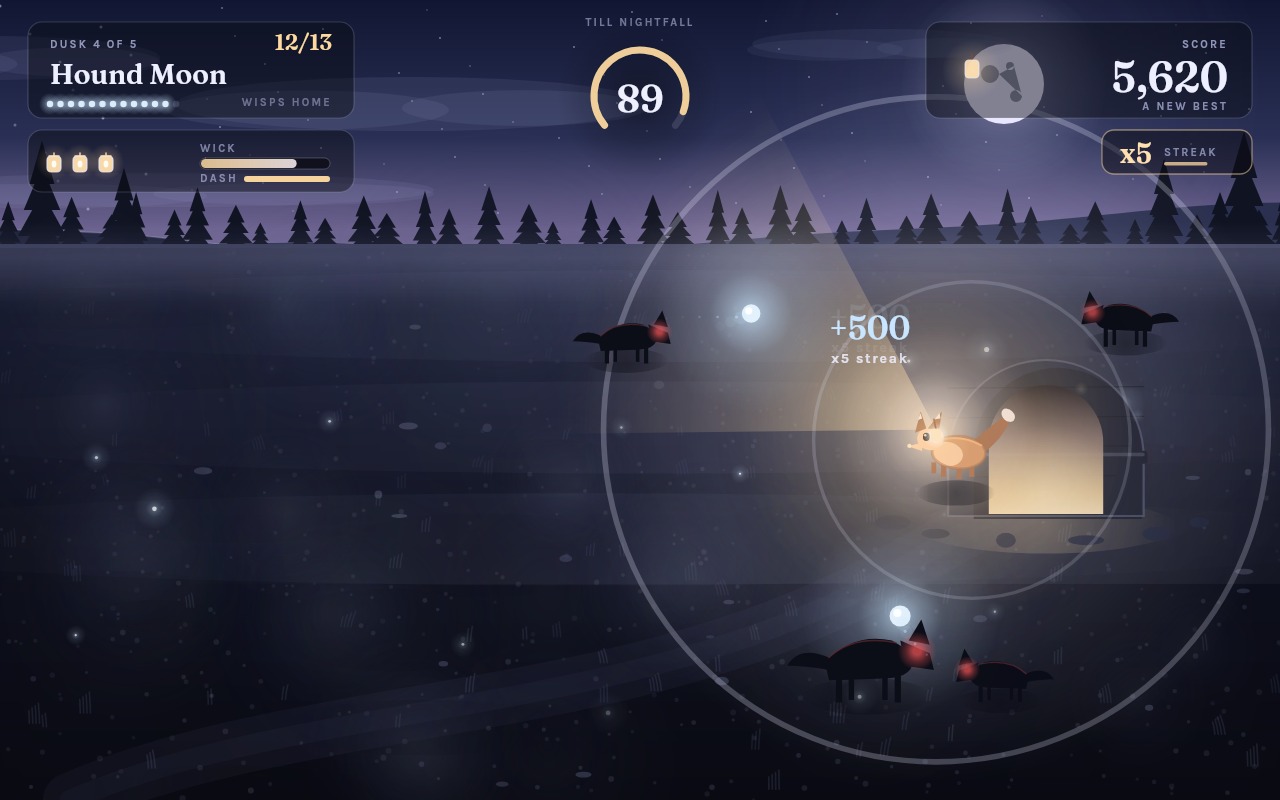 DUSK 4 OF 5
12/13
Hound Moon
WISPS HOME
WICK
DASH
TILL NIGHTFALL
89
SCORE
5,620
A NEW BEST
x5 STREAK
+500
x5 streak